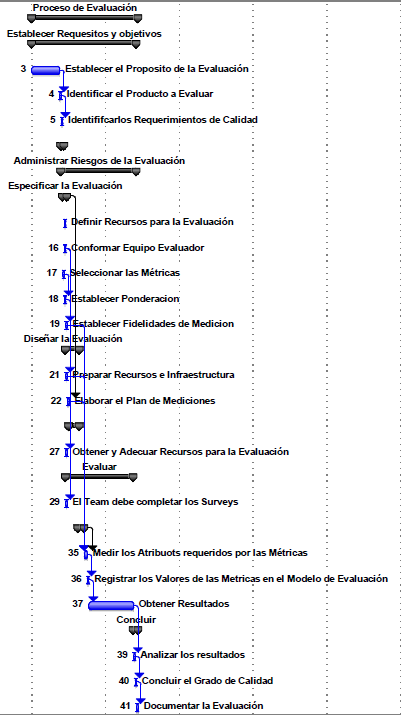 Proceso de Evaluación
Establecer Requesitos y objetivos
3 Establecer el Proposito de la Evaluación
4 Identificar el Producto a Evaluar
5 Identififcarlos Requerimientos de Calidad
Administrar Riesgos de la Evaluación
Especificar la Evaluación
Definir Recursos para la Evaluación
16 Conformar Equipo Evaluador
17 Seleccionar las Métricas
18 Establecer Ponderacion
19 Establecer Fidelidades de Medicion
Diseñar la Evaluación
21 Preparar Recursos e Infraestructura
22 Elaborar el Plan de Mediciones
27 Obtener y Adecuar Recursos para la Evaluación
Evaluar
29 El Team debe completar los Surveys
35 Medir los Atribuots requeridos por las Métricas
36 Registrar los Valores de las Metricas en el Modelo de Evaluación
37 Obtener Resultados
Concluir
39 Analizar los resultados
40 Concluir el Grado de Calidad
41 Documentar la Evaluación